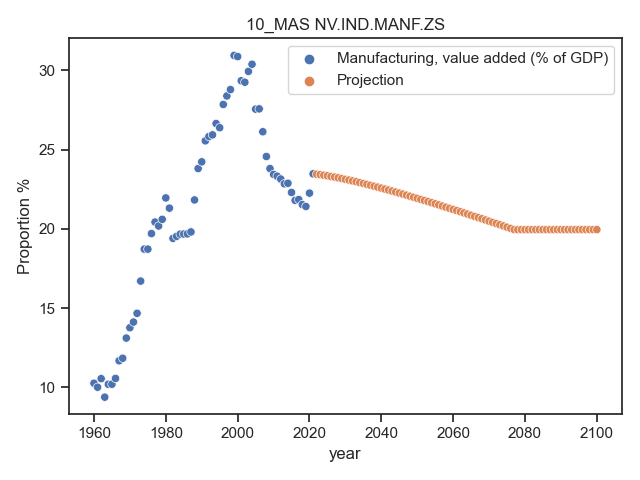 10_MAS NV.IND.MANF.ZS
Manufacturing, value added (% of GDP)
Projection
Proportion %
30
25
20
15
10
1960
1980
2000
2020
2040
2060
2080
2100
year